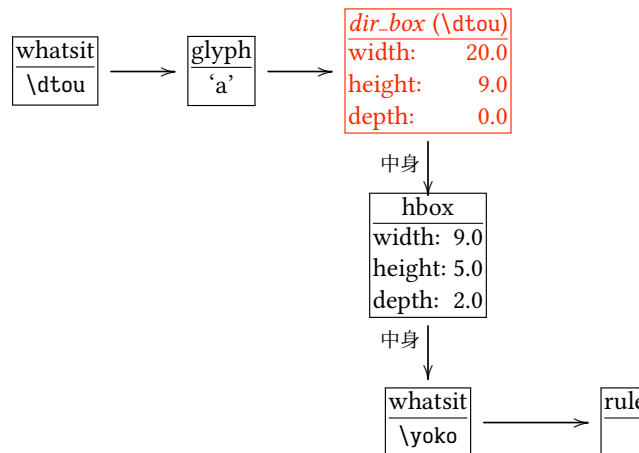 whatsit
\dtou
glyph
‘a’
dir_box (\dtou)
width: 20.0
height: 9.0
depth: 0.0
中身
hbox
width: 9.0
height: 5.0
depth: 2.0
中身
whatsit
\yoko
rule